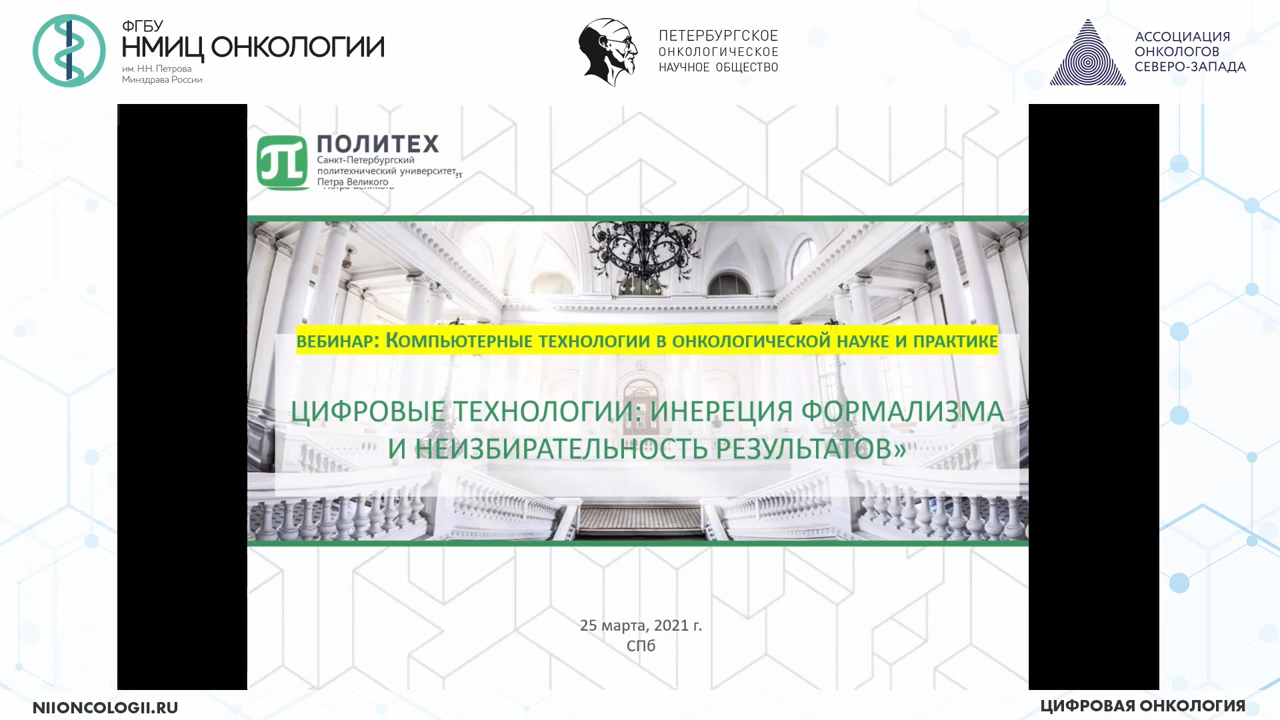 ФГБУ
НМИЦ ОНКОЛОГИИ
им. Н.Н. Петрова
Минздрава России
ПЕТЕРБУРГСКОЕ
ОНКОЛОГИЧЕСКОЕ
НАУЧНОЕ ОБЩЕСТВО
АССОЦИАЦИЯ
ОНКОЛОГОВ
СЕВЕРО-ЗАПАДА
ПОЛИТЕХ
Санкт-Петербургский
политехнический университет
Петра Великого
ВЕБИНАР: КОМПЬЮТЕРНЫЕ ТЕХНОЛОГИИ В ОНКОЛОГИЧЕСКОЙ НАУКЕ И ПРАКТИКЕ
ЦИФРОВЫЕ ТЕХНОЛОГИИ: ИНЕРЕЦИЯ ФОРМАЛИЗМА
И НЕИЗБИРАТЕЛЬНОСТЬ РЕЗУЛЬТАТОВ»
25 марта, 2021 г.
СПб
NIIONCOLOGII.RU
ЦИФРОВАЯ ОНКОЛОГИЯ